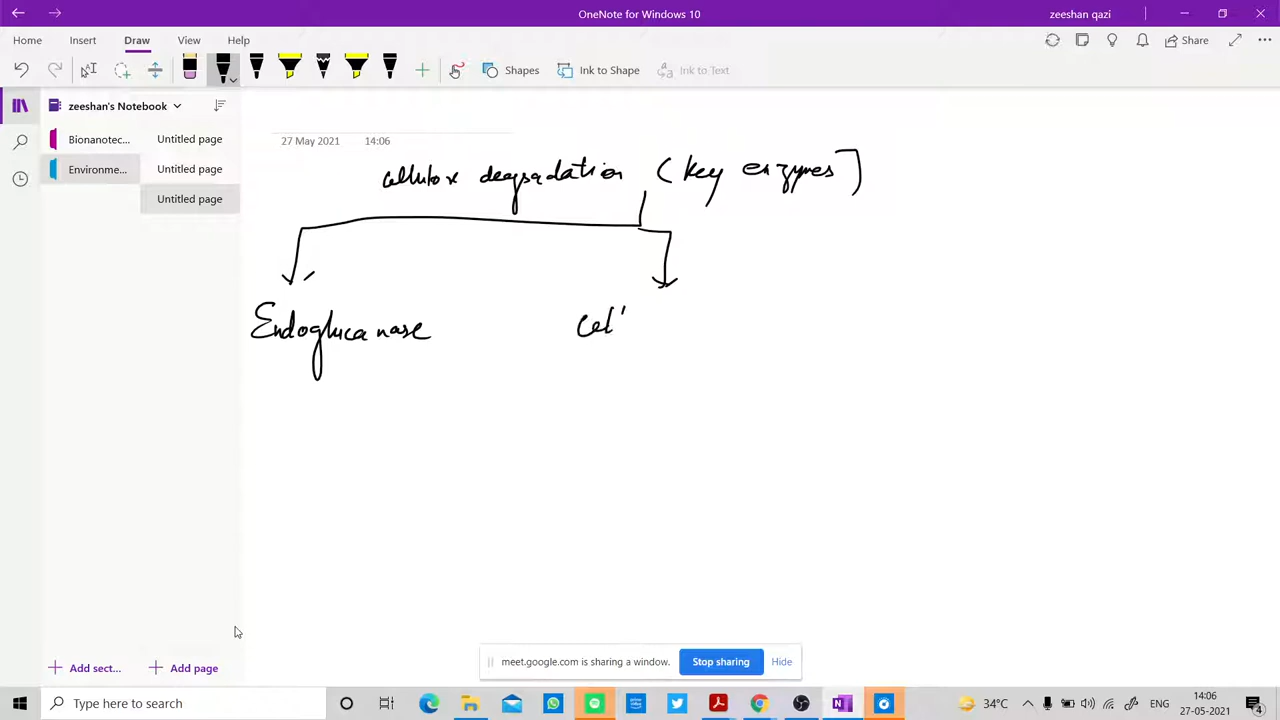 OneNote for Windows 10
zeeshan qazi
Home Insert Draw View Help
Share
Shapes Ink to Shape Ink to Text
zeeshan's Notebook
Bionanotec... Untitled page
Environme... Untitled page
Untitled page
27 May 2021 14:06
cellulose degradation (key enzymes]
Endoglucanase cel'
meet.google.com is sharing a window. Stop sharing Hide
+ Add sect... + Add page
Type here to search
34°C
ENG
14:06
27-05-2021
4